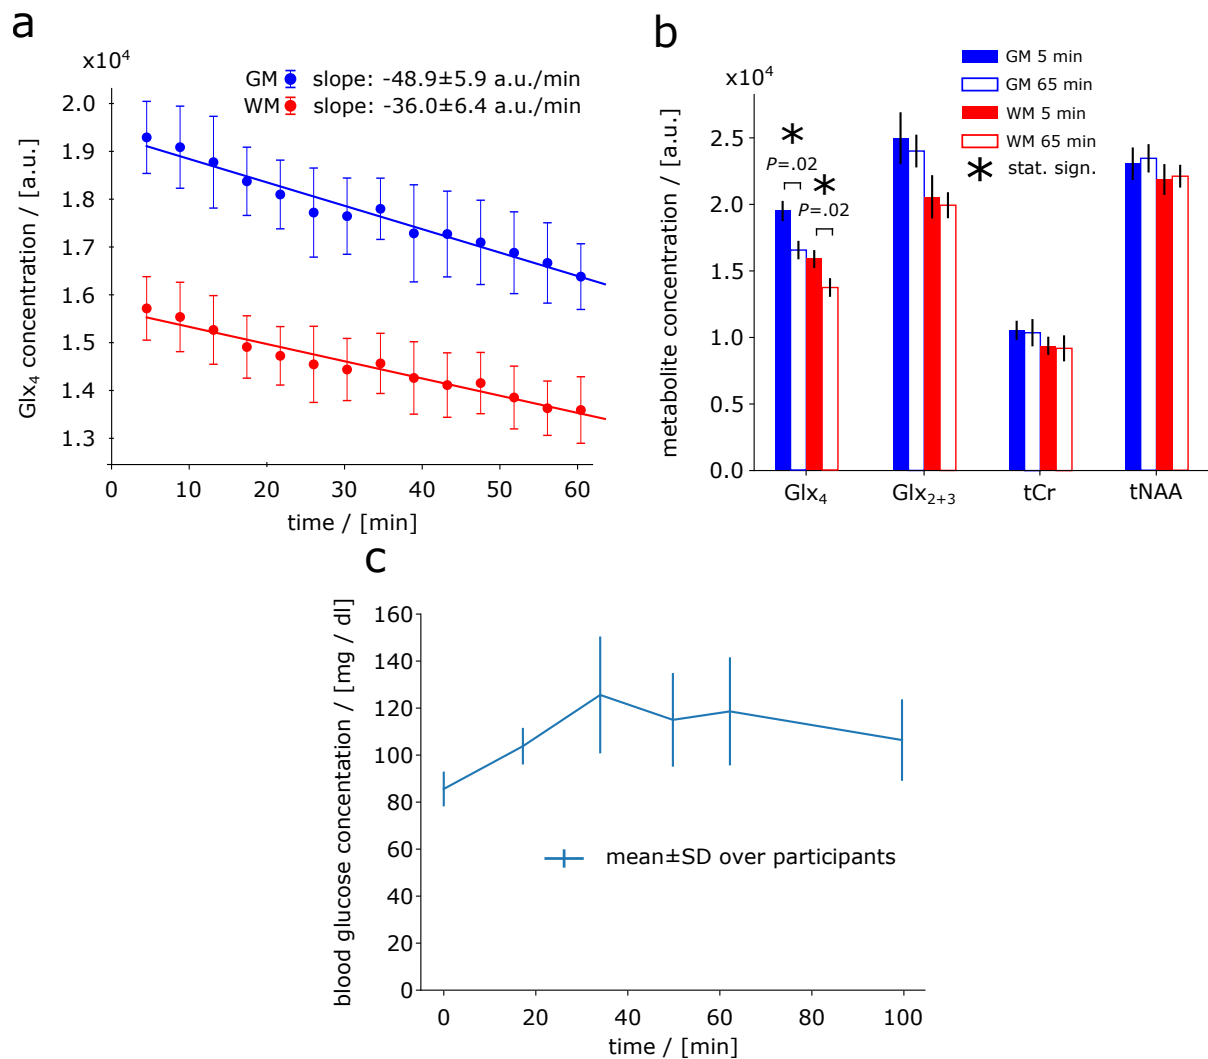 a
x10⁴
GM slope: -48.9±5.9 a.u./min
WM slope: -36.0±6.4 a.u./min
Glx₄ concentration / [a.u.]
2.0
1.9
1.8
1.7
1.6
1.5
1.4
1.3
0 10 20 30 40 50 60
time / [min]
b
x10⁴
GM 5 min
GM 65 min
WM 5 min
WM 65 min
* stat. sign.
metabolite concentration / [a.u.]
2.5
2.0
1.5
1.0
0.5
0.0
*
P=.02
*
P=.02
Glx₄ Glx₂₊₃ tCr tNAA
c
blood glucose concentation / [mg / dl]
160
140
120
100
80
60
40
20
0
mean±SD over participants
0 20 40 60 80 100
time / [min]